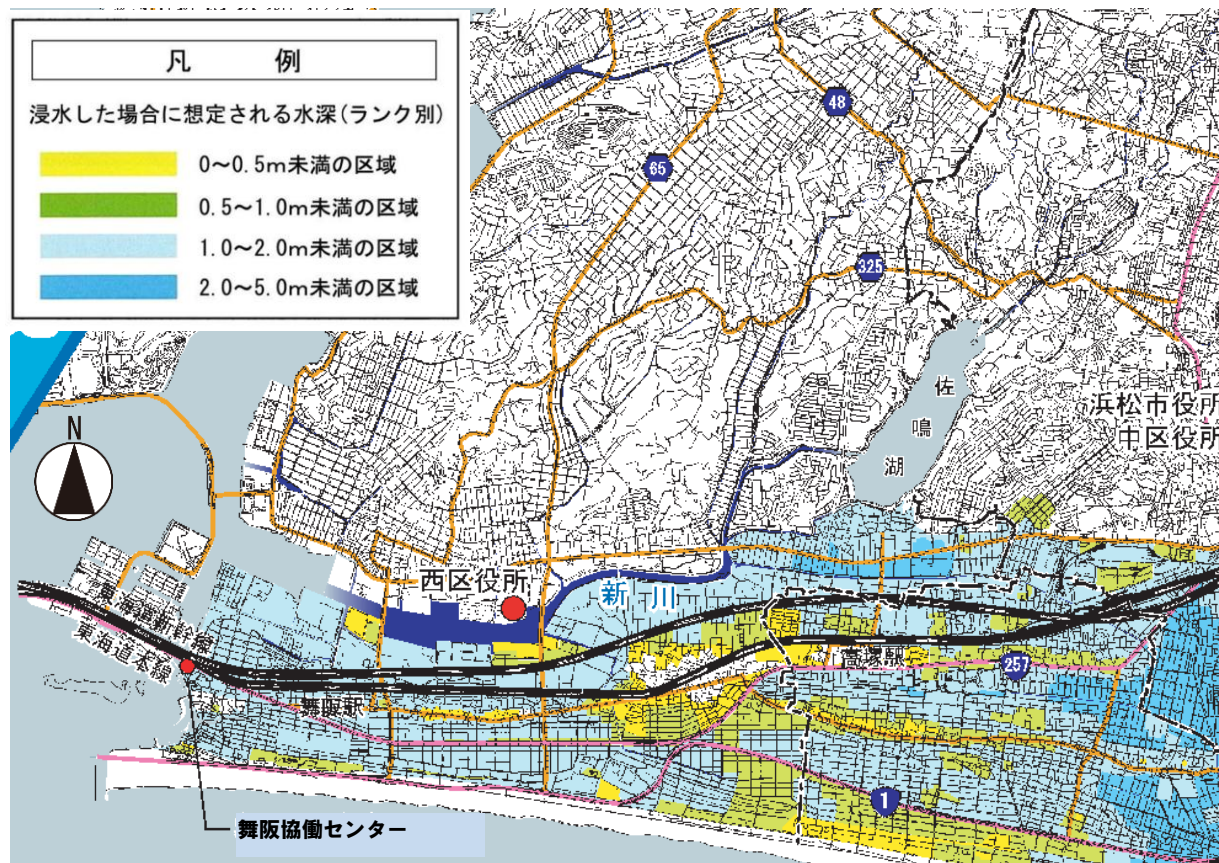 凡　例
浸水した場合に想定される水深(ランク別)
0〜0.5m未満の区域
0.5〜1.0m未満の区域
1.0〜2.0m未満の区域
2.0〜5.0m未満の区域
48
65
325
佐鳴湖
浜松市役所
中区役所
N
西区役所
新川
東海道新幹線
東海道本線
高塚駅
257
舞阪駅
1
舞阪協働センター